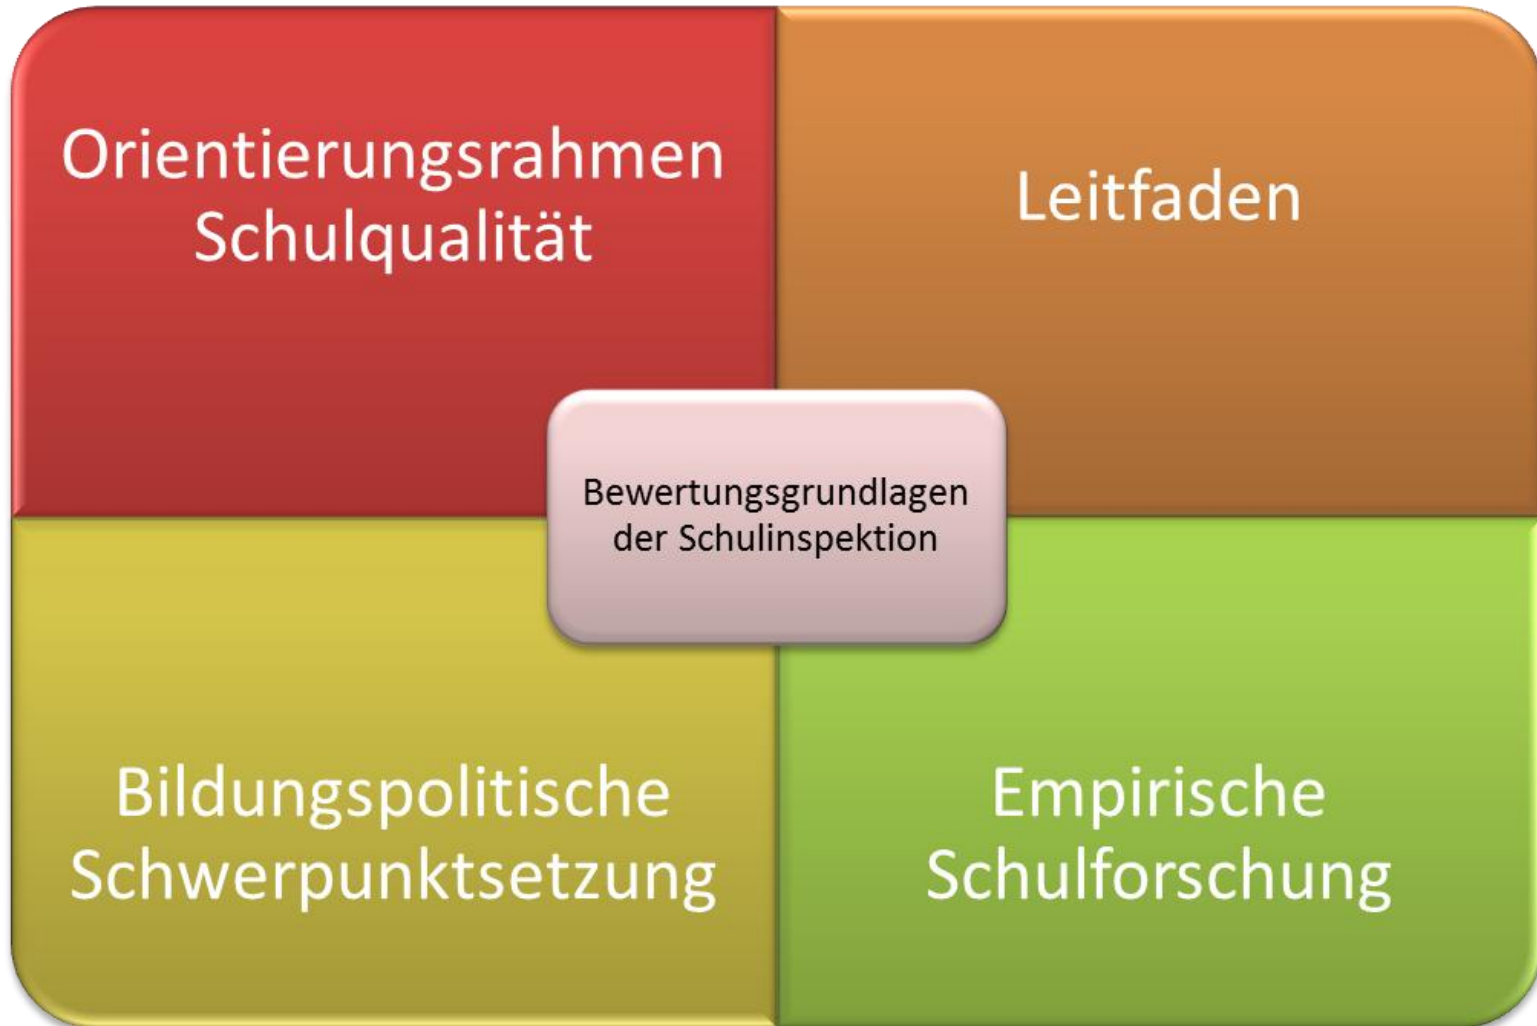 Orientierungsrahmen
Schulqualität
Leitfaden
Bewertungsgrundlagen
der Schulinspektion
Bildungspolitische
Schwerpunktsetzung
Empirische
Schulforschung